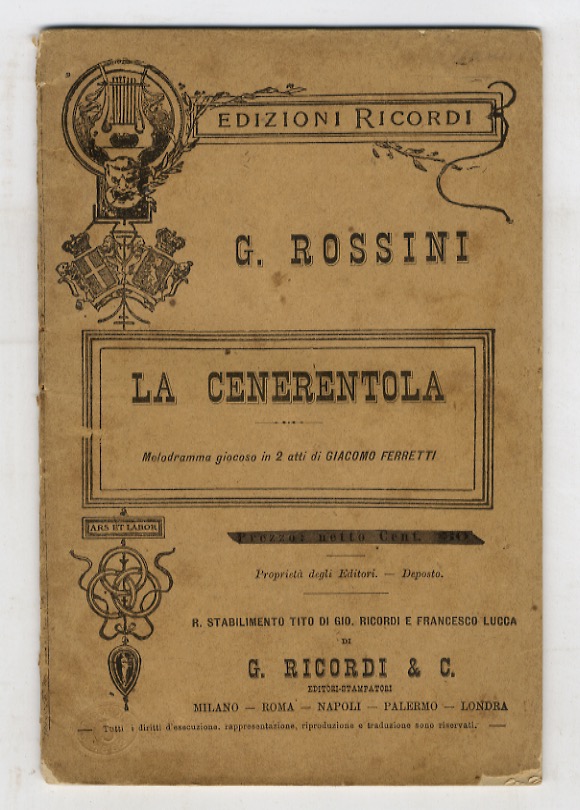 EDIZIONI RICORDI
G. ROSSINI
LA CENERENTOLA
Melodramma giocoso in 2 atti di GIACOMO FERRETTI
ARS ET LABOR
Prezzo: netto Cent.
Proprietà degli Editori. — Deposto.
R. STABILIMENTO TITO DI GIO. RICORDI E FRANCESCO LUCCA
DI
G. RICORDI & C.
EDITORI-STAMPATORI
MILANO — ROMA — NAPOLI — PALERMO — LONDRA
— Tutti i diritti d'esecuzione, rappresentazione, riproduzione e traduzione sono riservati. —